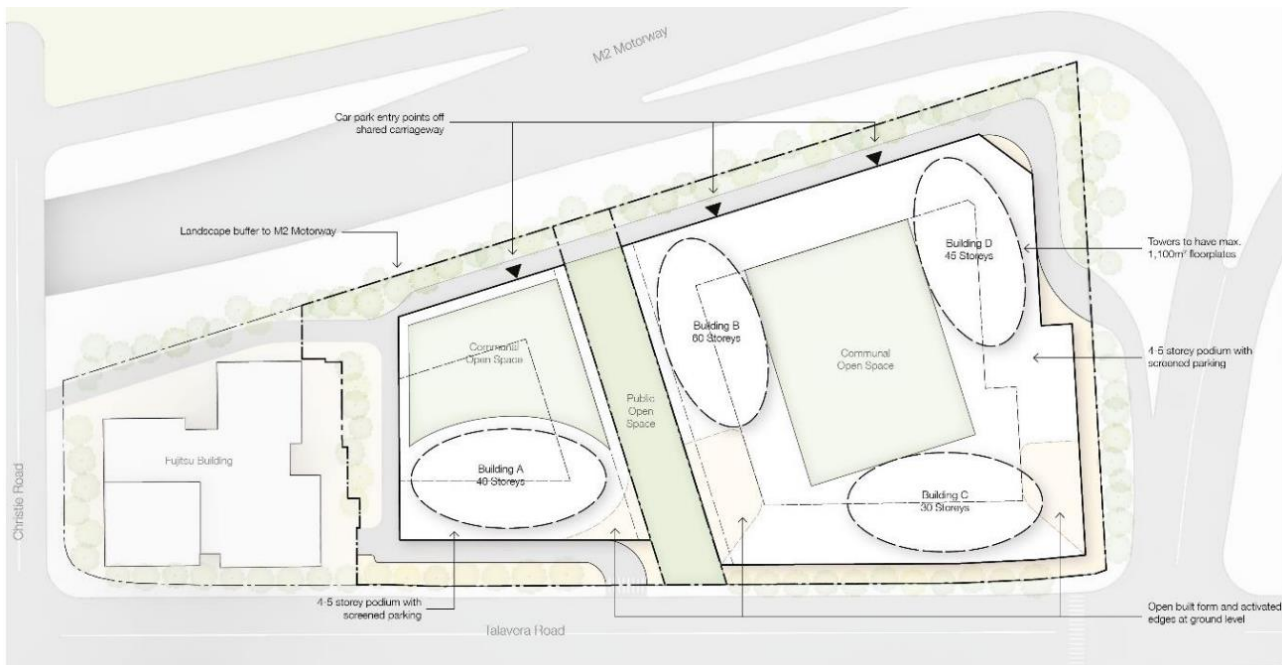 M2 Motorway
Car park entry points off
shared carriageway
Landscape buffer to M2 Motorway
Building D
45 Storeys
Towers to have max.
1,100m² floorplates
Building B
60 Storeys
Communal
Open Space
Communal
Open Space
4-5 storey podium with
screened parking
Public
Open
Space
Fujitsu Building
Building A
40 Storeys
Building C
30 Storeys
Christie Road
4-5 storey podium with
screened parking
Open built form and activated
edges at ground level
Talavera Road